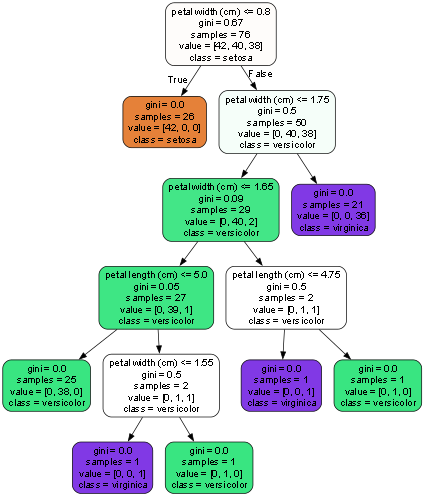 petal width (cm) <= 0.8
gini = 0.67
samples = 76
value = [42, 40, 38]
class = setosa
True
False
gini = 0.0
samples = 26
value = [42, 0, 0]
class = setosa
petal width (cm) <= 1.75
gini = 0.5
samples = 50
value = [0, 40, 38]
class = versicolor
petal width (cm) <= 1.65
gini = 0.09
samples = 29
value = [0, 40, 2]
class = versicolor
gini = 0.0
samples = 21
value = [0, 0, 36]
class = virginica
petal length (cm) <= 5.0
gini = 0.05
samples = 27
value = [0, 39, 1]
class = versicolor
petal length (cm) <= 4.75
gini = 0.5
samples = 2
value = [0, 1, 1]
class = versicolor
gini = 0.0
samples = 25
value = [0, 38, 0]
class = versicolor
petal width (cm) <= 1.55
gini = 0.5
samples = 2
value = [0, 1, 1]
class = versicolor
gini = 0.0
samples = 1
value = [0, 0, 1]
class = virginica
gini = 0.0
samples = 1
value = [0, 1, 0]
class = versicolor
gini = 0.0
samples = 1
value = [0, 0, 1]
class = virginica
gini = 0.0
samples = 1
value = [0, 1, 0]
class = versicolor